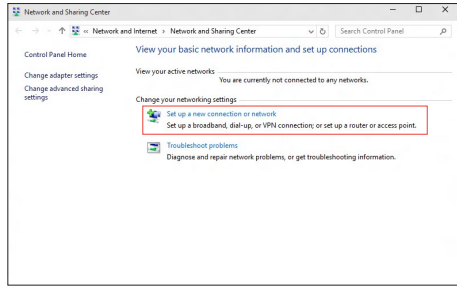 Network and Sharing Center
« Network and Internet › Network and Sharing Center
Search Control Panel
Control Panel Home
Change adapter settings
Change advanced sharing
settings
View your basic network information and set up connections
View your active networks
You are currently not connected to any networks.
Change your networking settings
Set up a new connection or network
Set up a broadband, dial-up, or VPN connection; or set up a router or access point.
Troubleshoot problems
Diagnose and repair network problems, or get troubleshooting information.